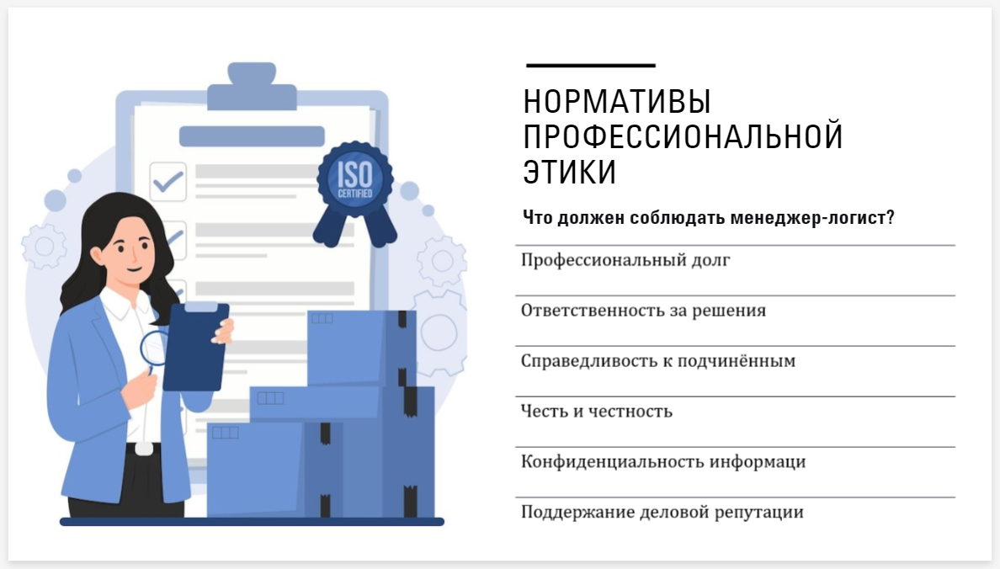 ISO
CERTIFIED
НОРМАТИВЫ
ПРОФЕССИОНАЛЬНОЙ
ЭТИКИ
Что должен соблюдать менеджер-логист?
Профессиональный долг
Ответственность за решения
Справедливость к подчинённым
Честь и честность
Конфиденциальность информаци
Поддержание деловой репутации